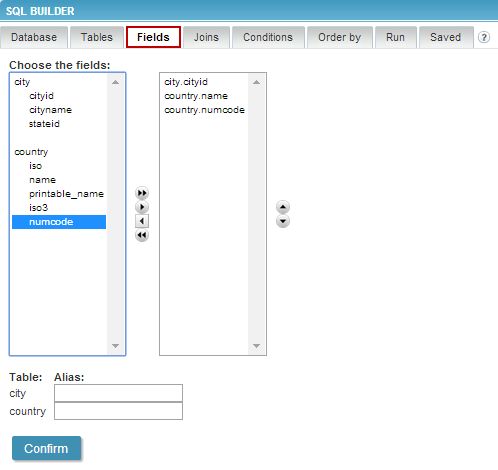 SQL BUILDER
Database Tables Fields Joins Conditions Order by Run Saved ?
Choose the fields:
city
cityid
cityname
stateid
country
iso
name
printable_name
iso3
numcode
city.cityid
country.name
country.numcode
Table: Alias:
city
country
Confirm